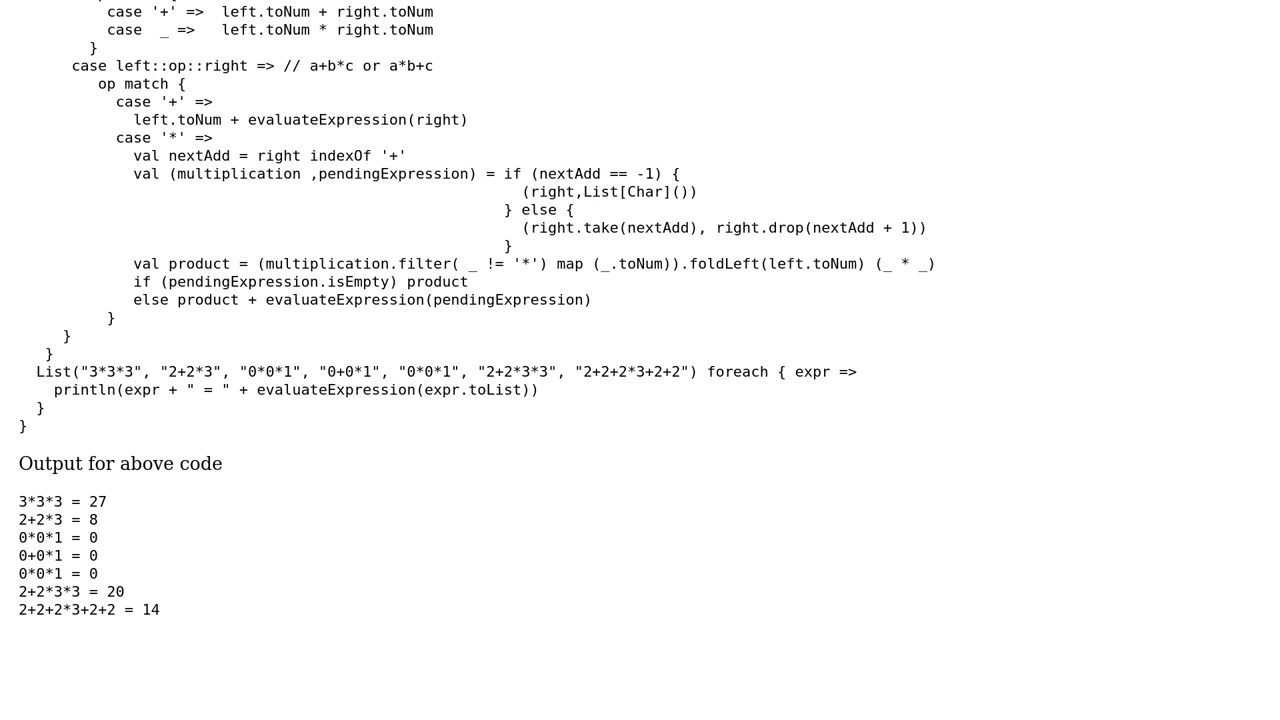 case '+' =>  left.toNum + right.toNum
case  _ =>   left.toNum * right.toNum
}
case left::op::right => // a+b*c or a*b+c
op match {
case '+' =>
left.toNum + evaluateExpression(right)
case '*' =>
val nextAdd = right indexOf '+'
val (multiplication ,pendingExpression) = if (nextAdd == -1) {
(right,List[Char]())
} else {
(right.take(nextAdd), right.drop(nextAdd + 1))
}
val product = (multiplication.filter( _ != '*') map (_.toNum)).foldLeft(left.toNum) (_ * _)
if (pendingExpression.isEmpty) product
else product + evaluateExpression(pendingExpression)
}
}
}
List("3*3*3", "2+2*3", "0*0*1", "0+0*1", "0*0*1", "2+2*3*3", "2+2+2*3+2+2") foreach { expr =>
println(expr + " = " + evaluateExpression(expr.toList))
}
}
Output for above code
3*3*3 = 27
2+2*3 = 8
0*0*1 = 0
0+0*1 = 0
0*0*1 = 0
2+2*3*3 = 20
2+2+2*3+2+2 = 14